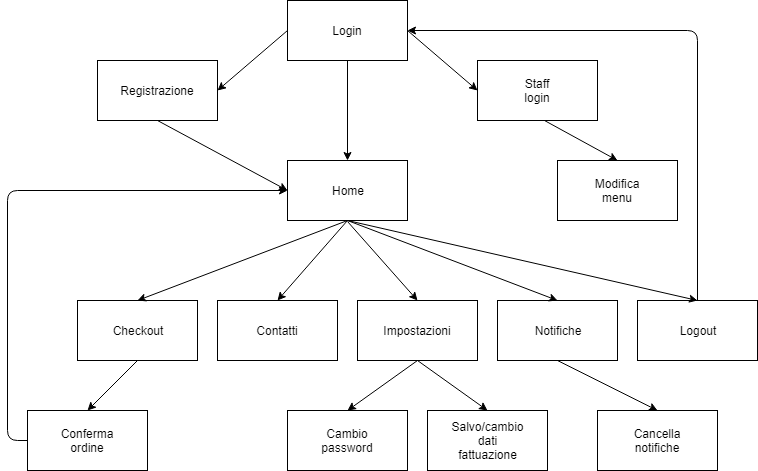 Login
Registrazione
Staff
login
Home
Modifica
menu
Checkout
Contatti
Impostazioni
Notifiche
Logout
Conferma
ordine
Cambio
password
Salvo/cambio
dati
fattuazione
Cancella
notifiche